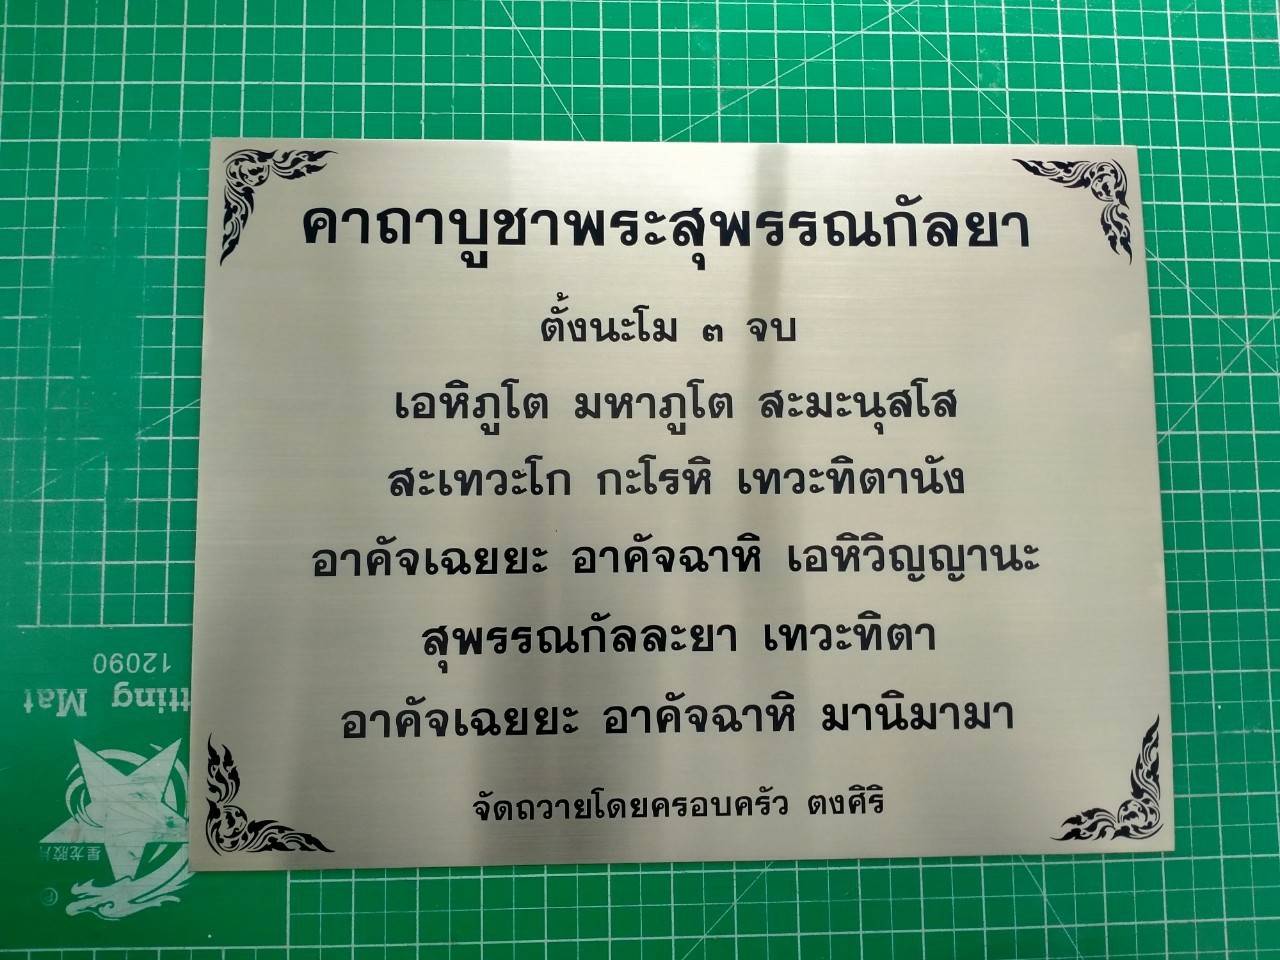 คาถาบูชาพระสุพรรณกัลยา
ตั้งนะโม ๓ จบ
เอหิภูโต มหาภูโต สะมะนุสโส
สะเทวะโก กะโรหิ เทวะทิตานัง
อาคัจเฉยยะ อาคัจฉาหิ เอหิวิญญานะ
สุพรรณกัลละยา เทวะทิตา
อาคัจเฉยยะ อาคัจฉาหิ มานิมามา
จัดถวายโดยครอบครัว ตงศิริ
12090
tting Mat
星龙胶片